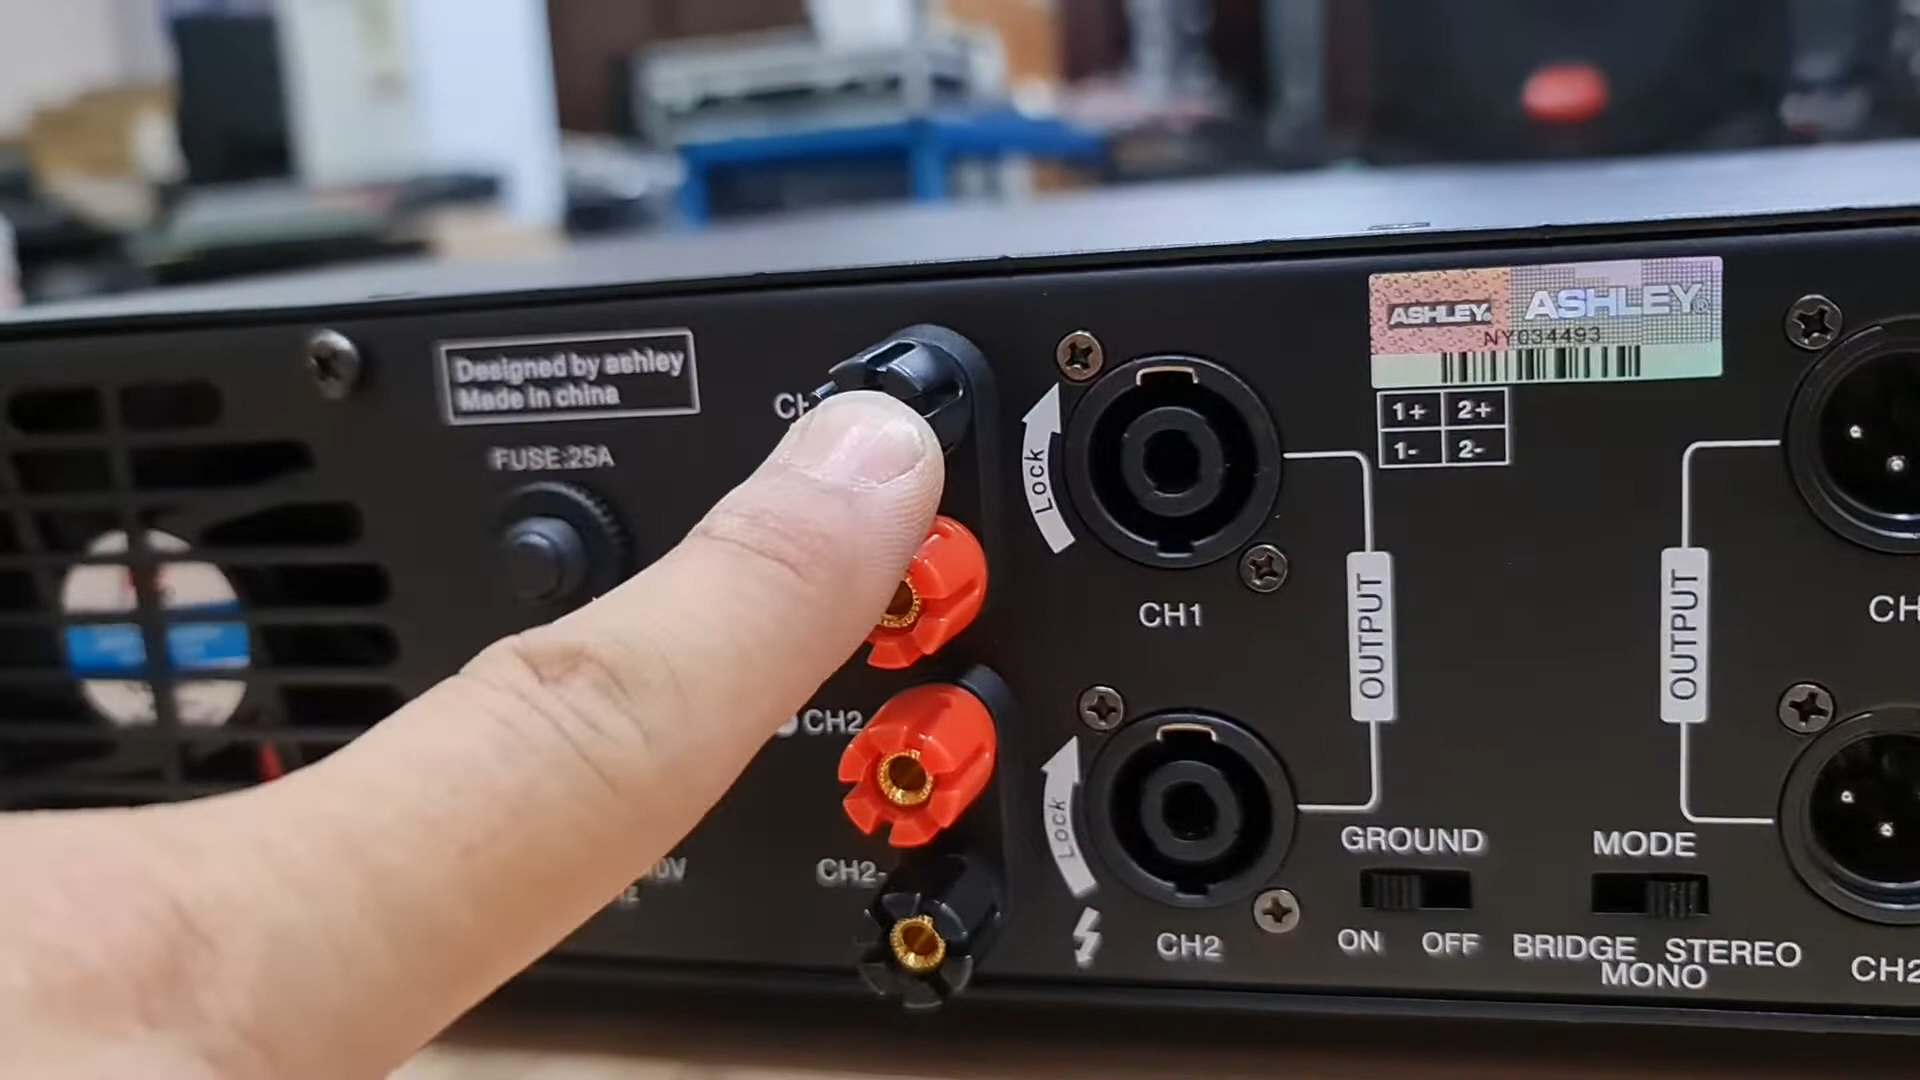 Designed by ashley
Made in china
FUSE:25A
CH2
CH2-
Lock
CH1
Lock
CH2
OUTPUT
ASHLEY
ASHLEY
NY034493
1+ 2+
1- 2-
GROUND
ON OFF
OUTPUT
MODE
BRIDGE STEREO
MONO
CH2